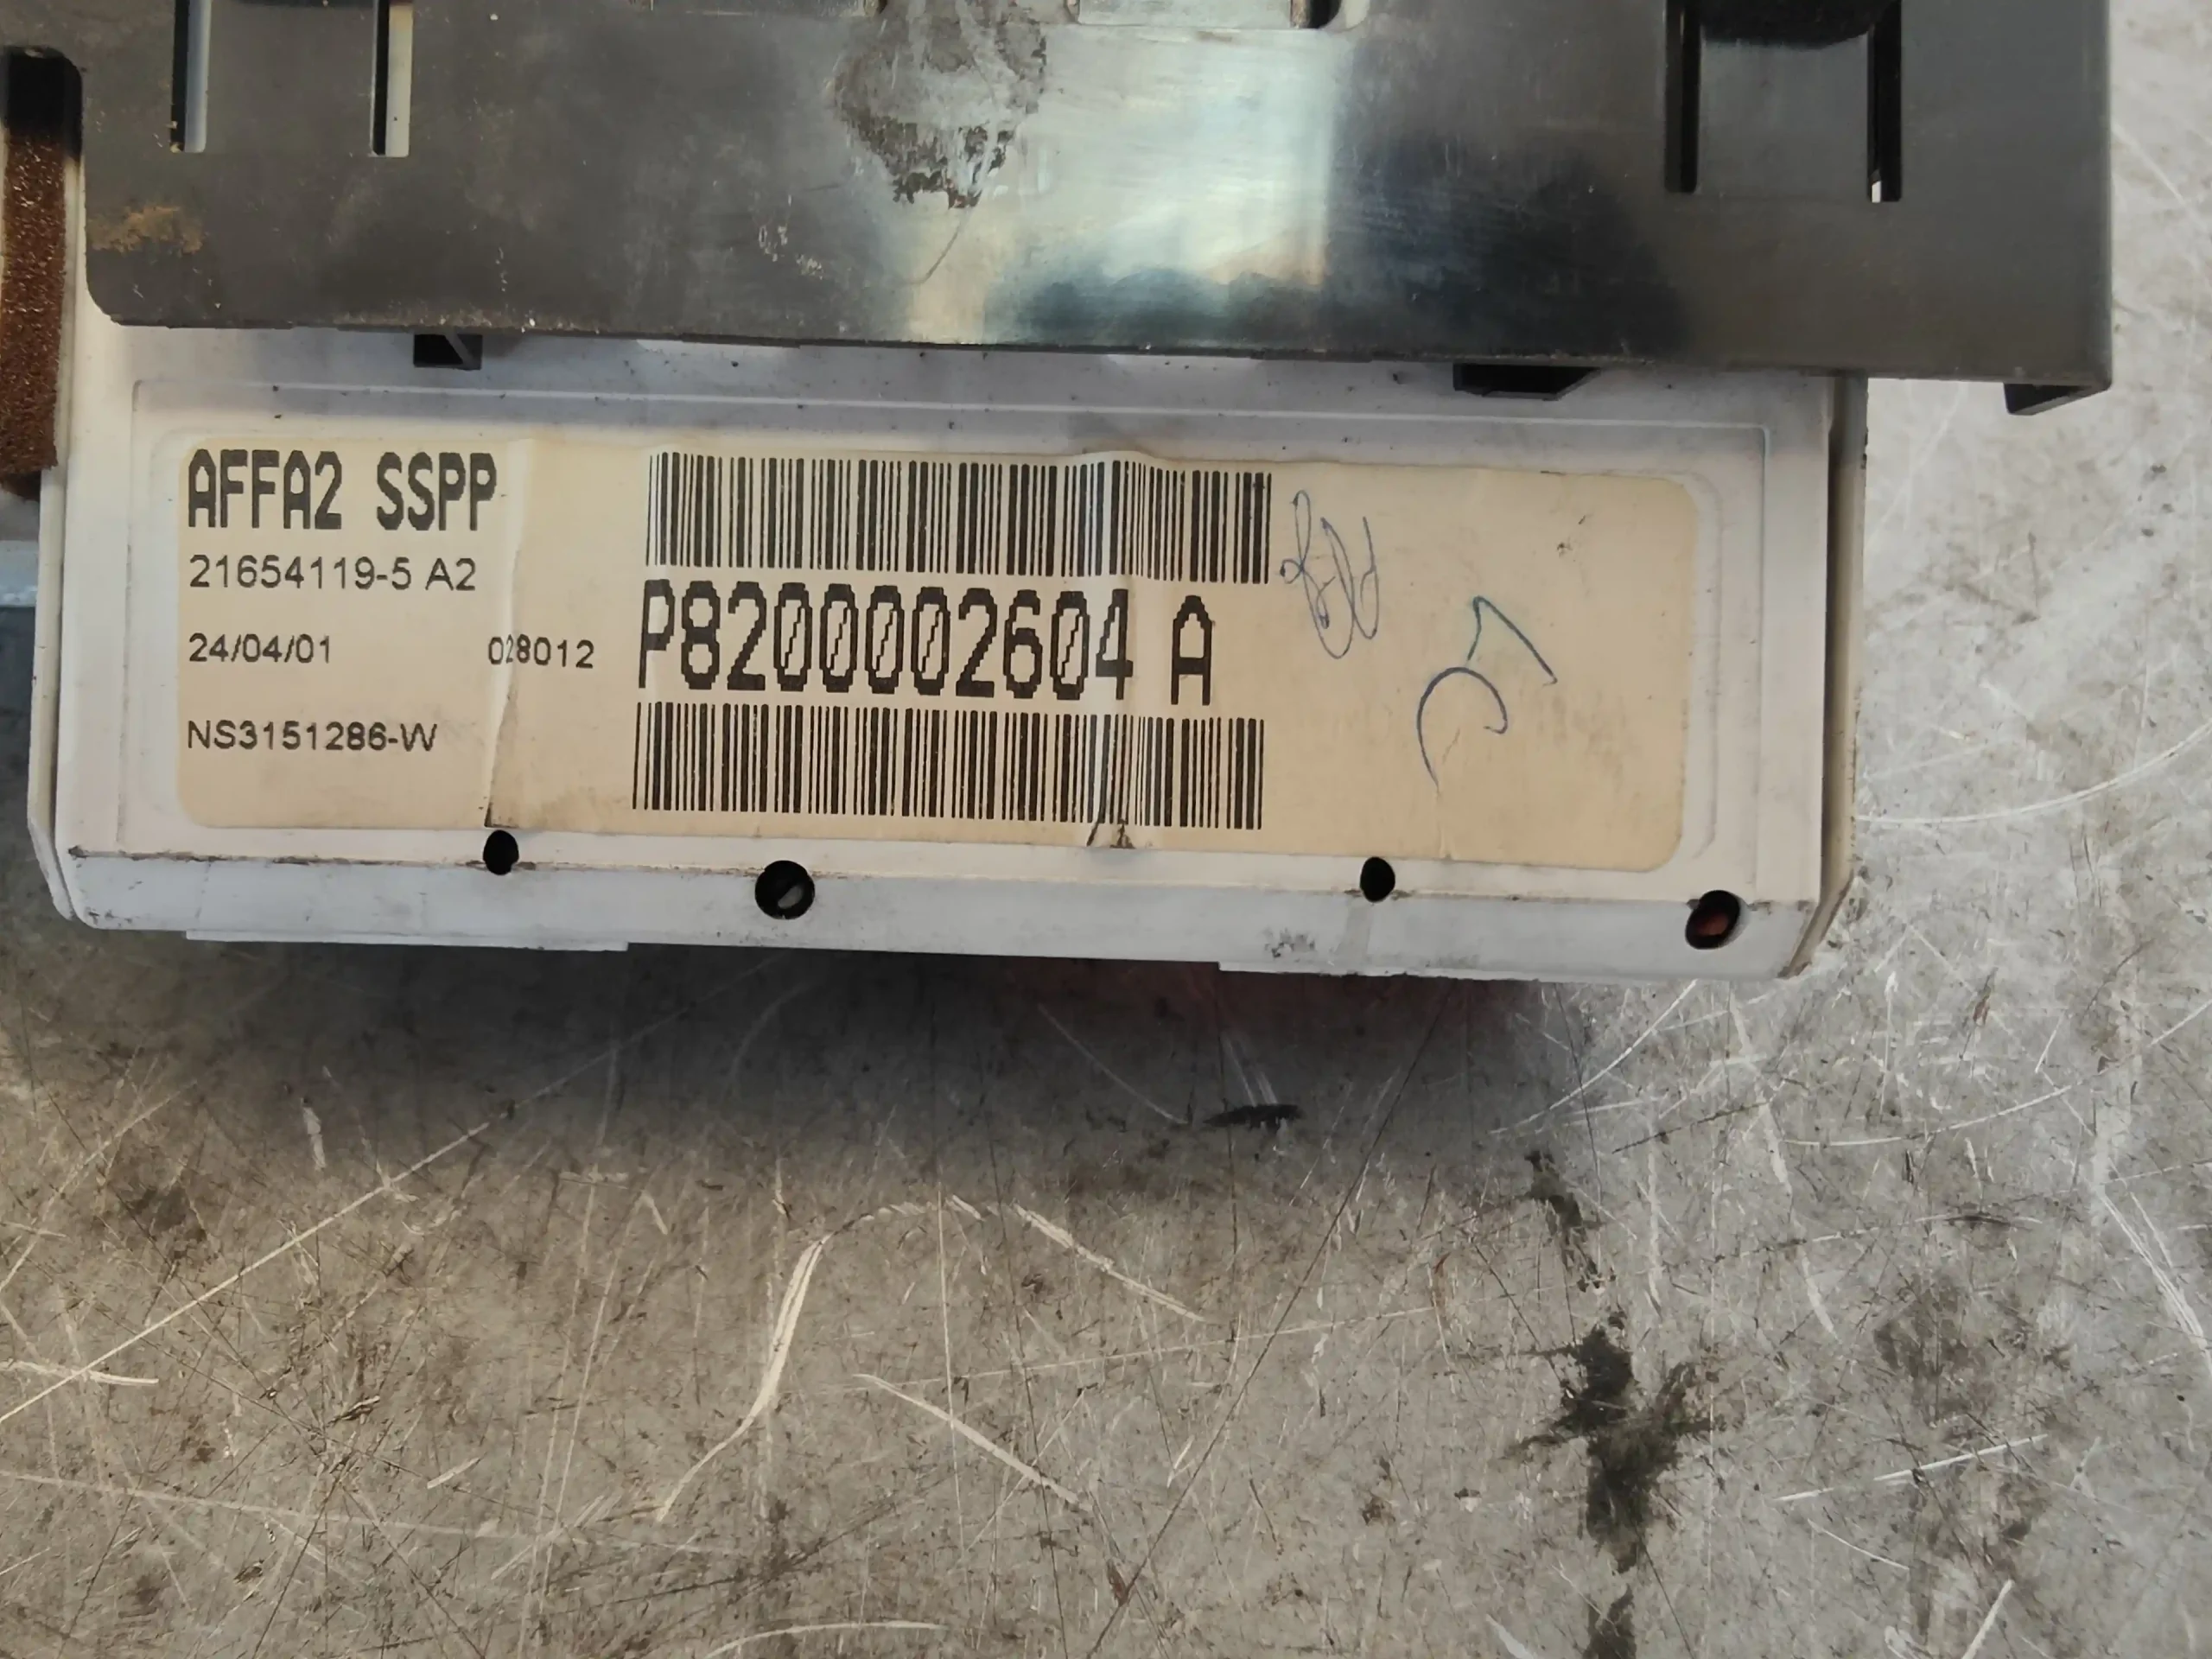 AFFA2 SSPP
21654119-5 A2
24/04/01 028012
NS3151286-W
P8200002604 A